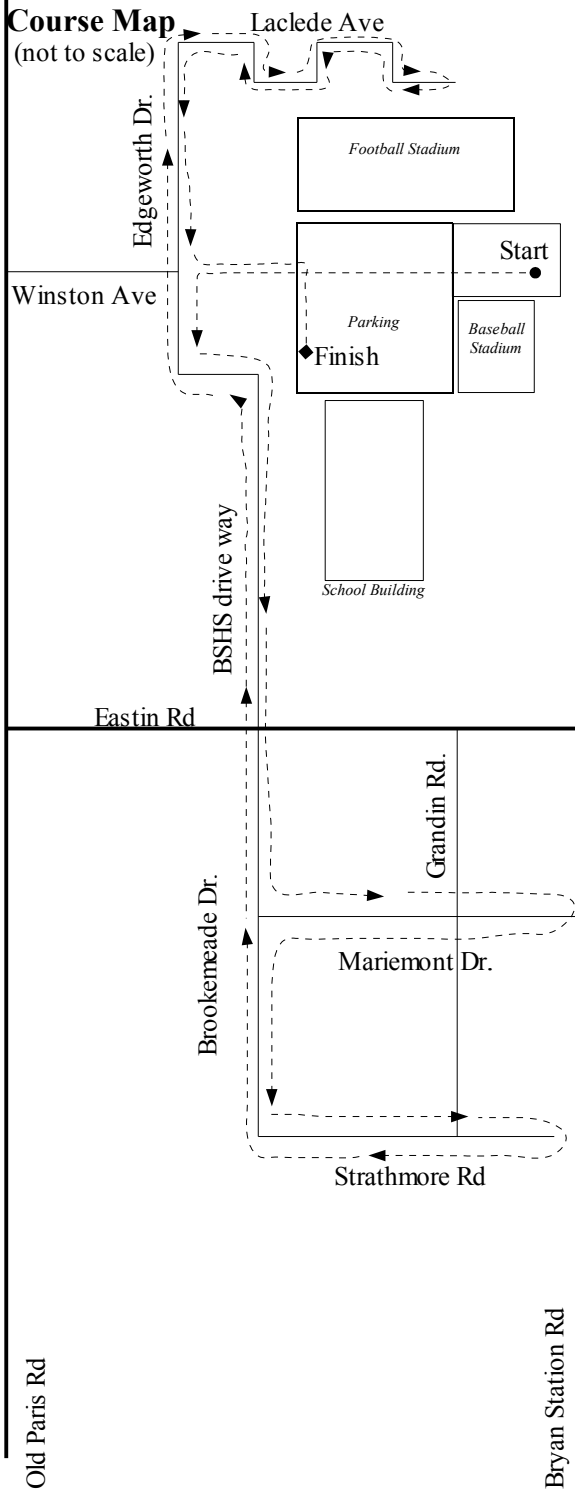 Course Map
(not to scale)
Laclede Ave
Edgeworth Dr.
Football Stadium
Start
Winston Ave
Parking
Baseball
Stadium
Finish
BSHS drive way
School Building
Eastin Rd
Grandin Rd.
Brookemeade Dr.
Mariemont Dr.
Strathmore Rd
Old Paris Rd
Bryan Station Rd